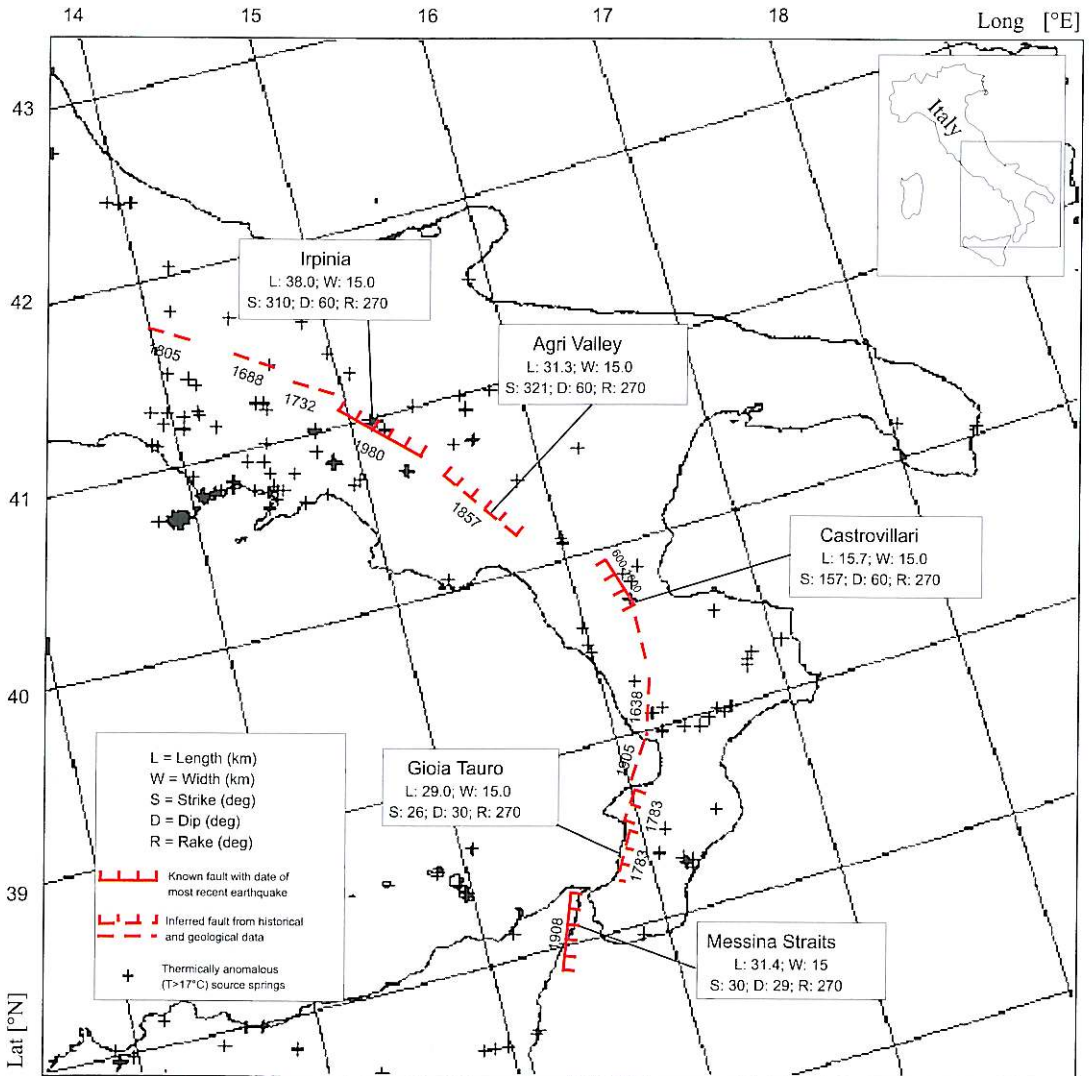 14 15 16 17 18 Long [°E]
43
42
41
40
39
Lat [°N]
Italy
Irpinia
L: 38.0; W: 15.0
S: 310; D: 60; R: 270
Agri Valley
L: 31.3; W: 15.0
S: 321; D: 60; R: 270
1805
1688
1732
1980
1857
Castrovillari
L: 15.7; W: 15.0
S: 157; D: 60; R: 270
1638
1905
Gioia Tauro
L: 29.0; W: 15.0
S: 26; D: 30; R: 270
1783
1783
1908
Messina Straits
L: 31.4; W: 15
S: 30; D: 29; R: 270
L = Length (km)
W = Width (km)
S = Strike (deg)
D = Dip (deg)
R = Rake (deg)
Known fault with date of
most recent earthquake
Inferred fault from historical
and geological data
Thermically anomalous
(T>17°C) source springs